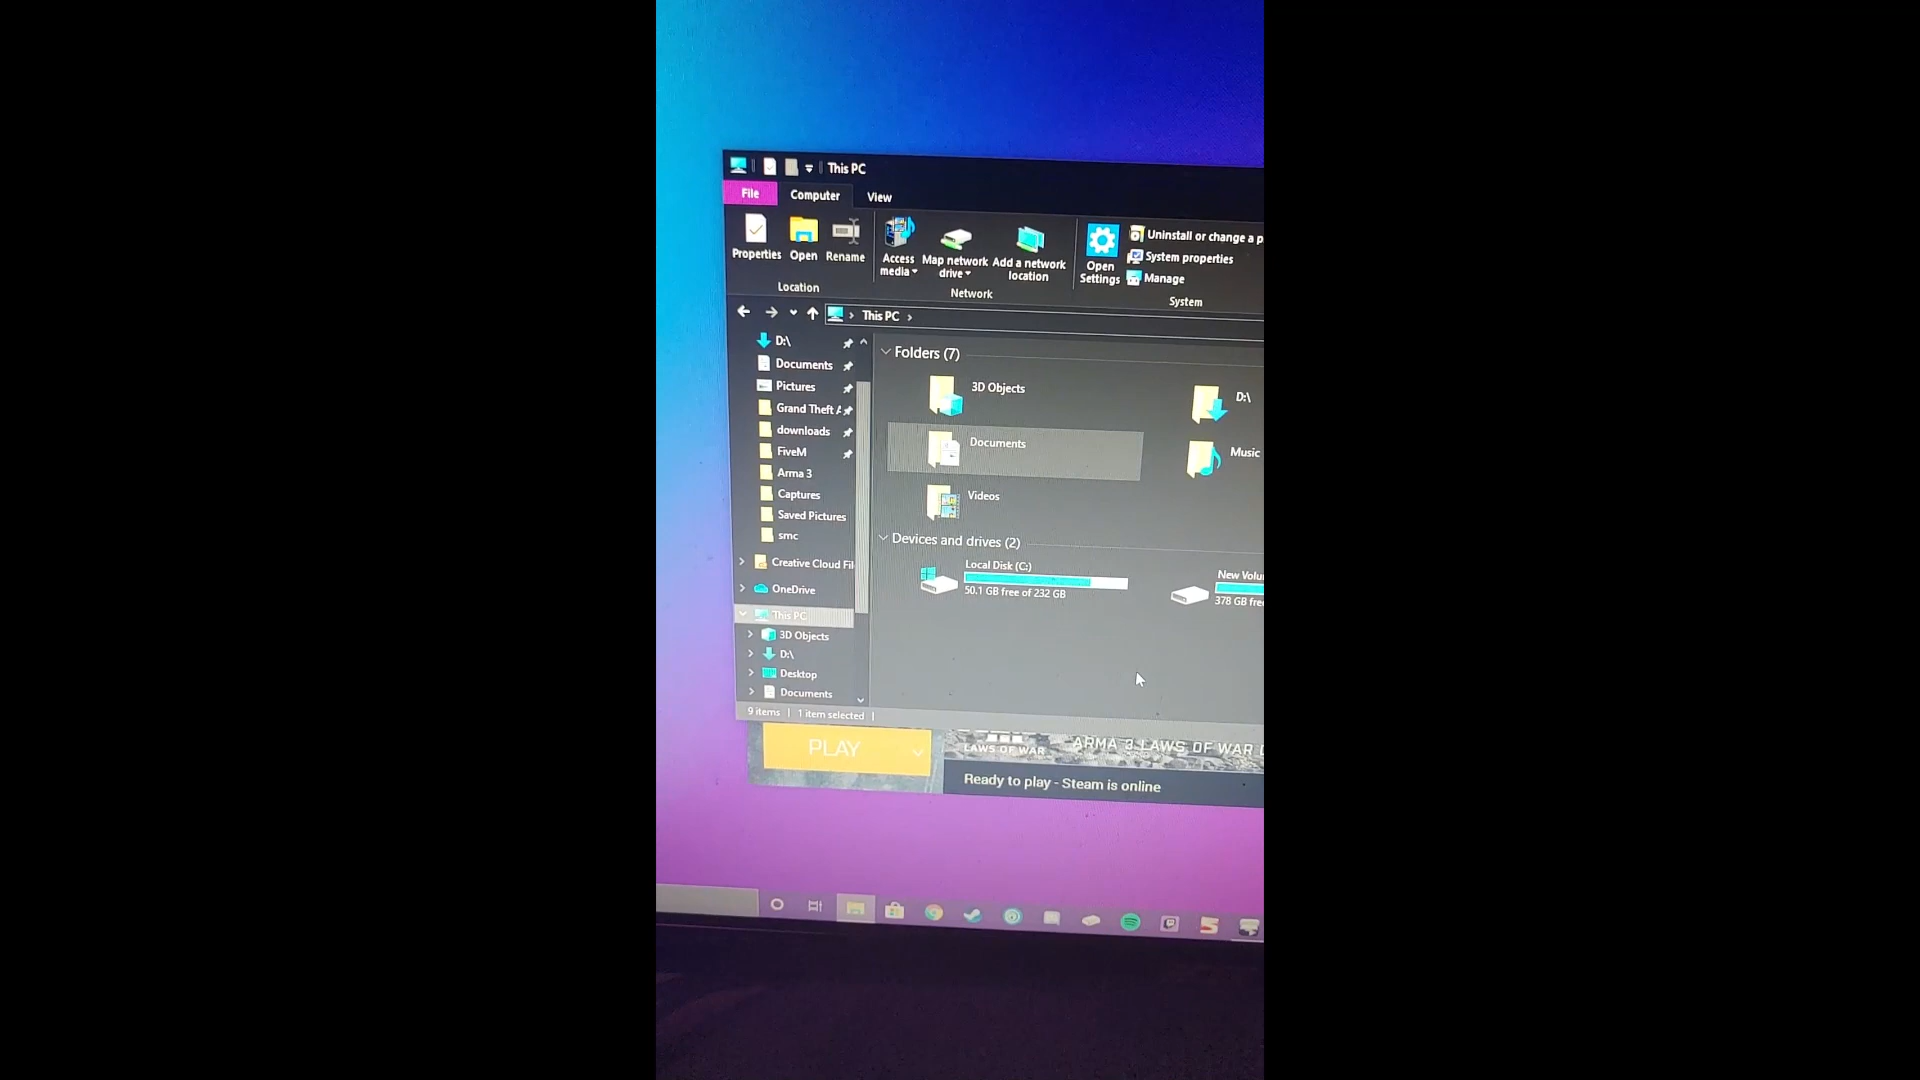 This PC
File
Computer
View
Properties
Open
Rename
Access media
Map network drive
Add a network location
Open Settings
Uninstall or change a p
System properties
Manage
Location
Network
System
This PC
D:\
Documents
Pictures
Grand Theft A
downloads
FiveM
Arma 3
Captures
Saved Pictures
smc
Creative Cloud Fil
OneDrive
This PC
3D Objects
D:\
Desktop
Documents
Folders (7)
3D Objects
D:\
Documents
Music
Videos
Devices and drives (2)
Local Disk (C:)
50.1 GB free of 232 GB
New Volu
378 GB fre
9 items
1 item selected
PLAY
LAWS OF WAR
ARMA 3 LAWS OF WAR D
Ready to play - Steam is online